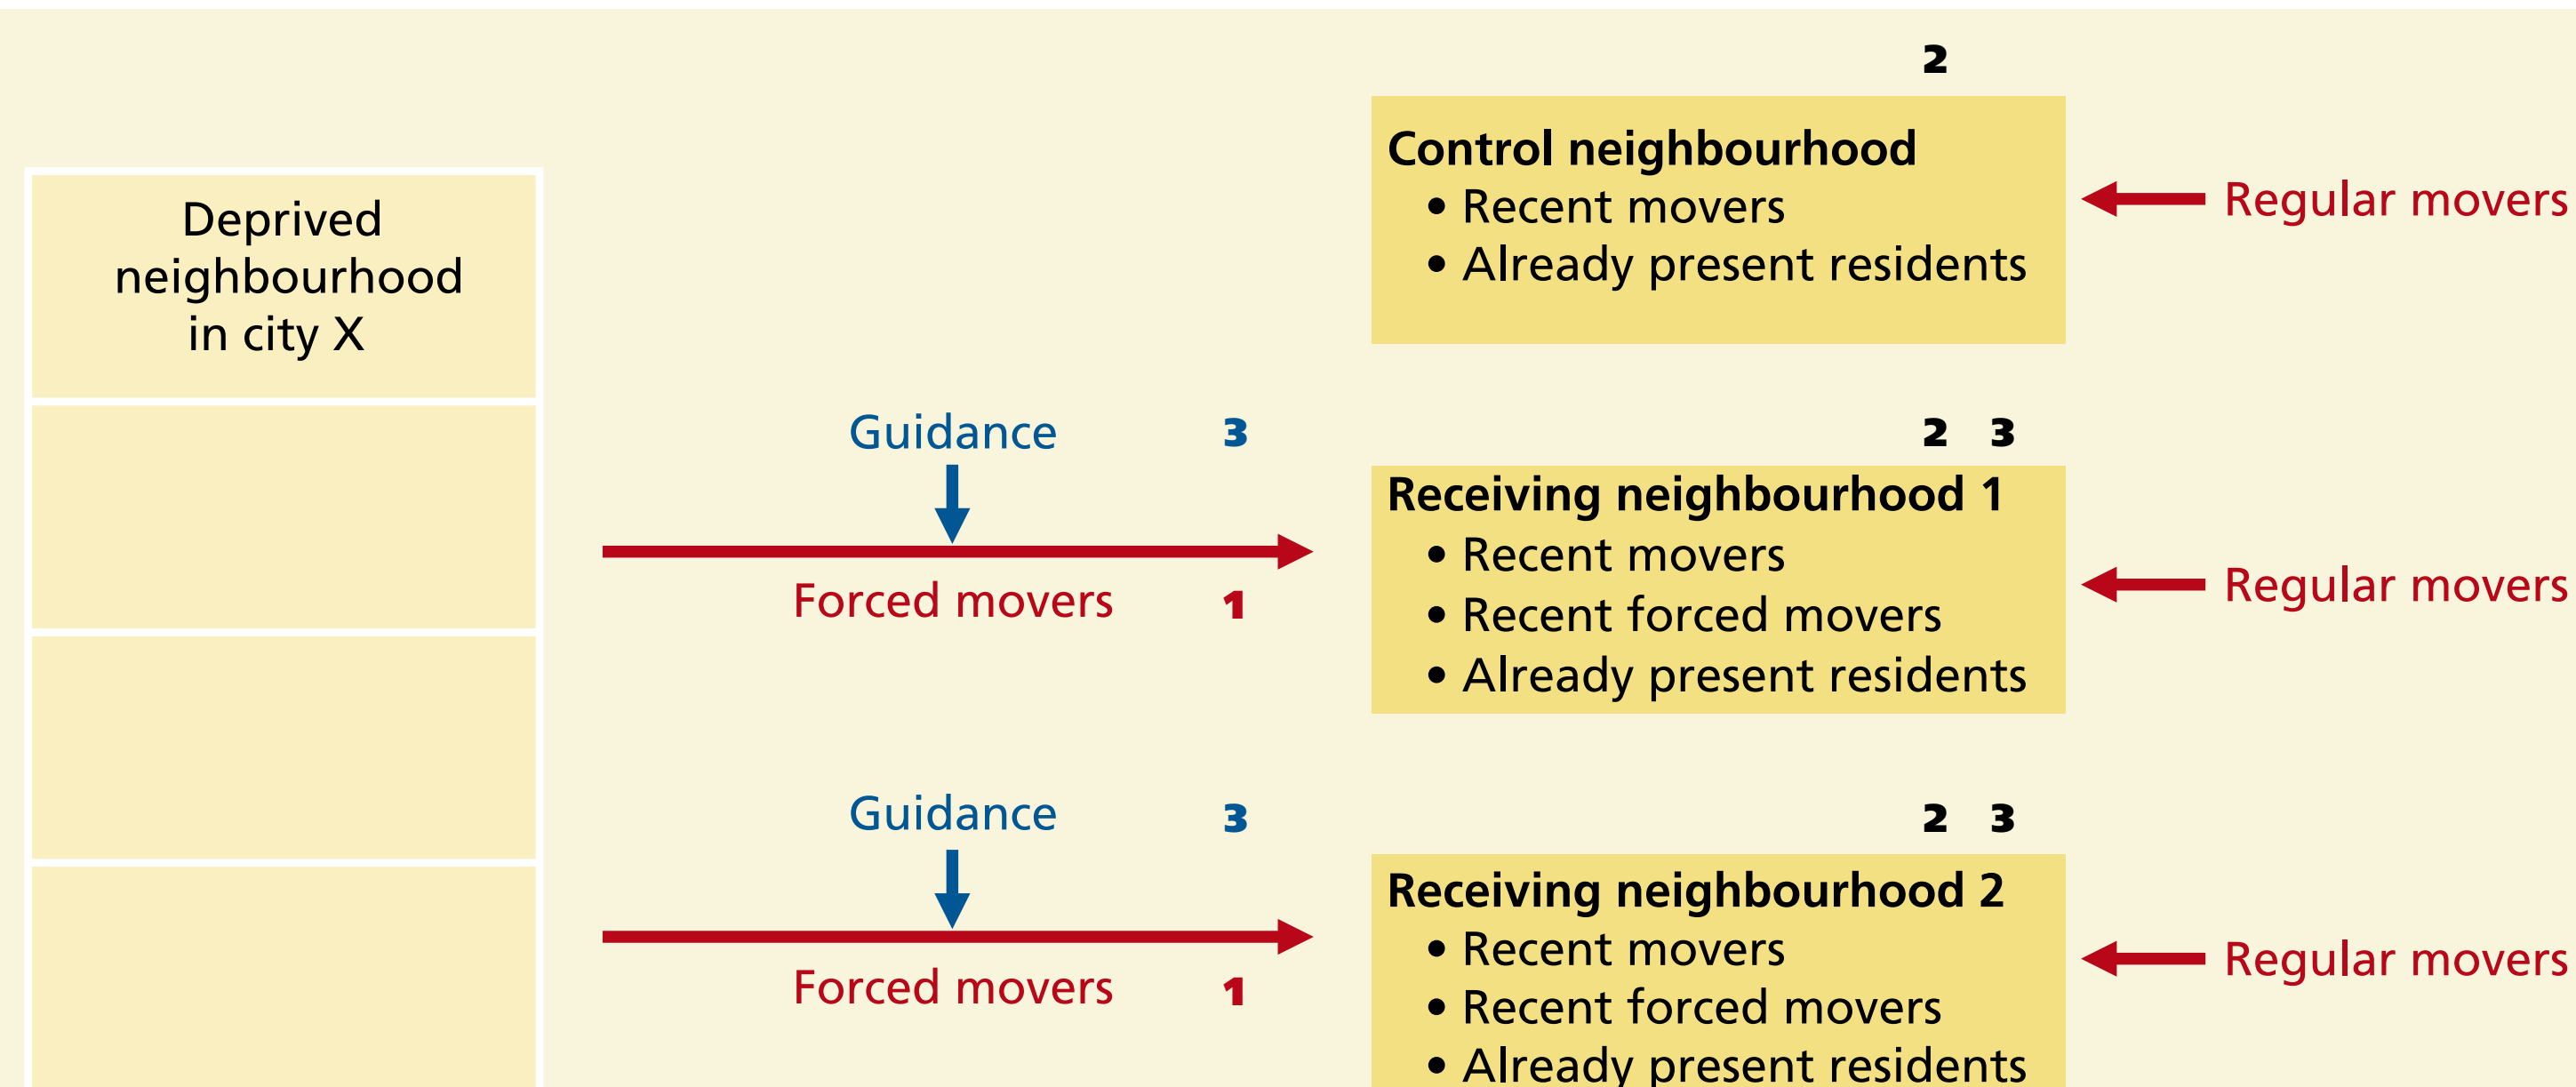 Deprived
neighbourhood
in city X
2
Control neighbourhood
• Recent movers
• Already present residents
Regular movers
Guidance 3
Forced movers 1
2 3
Receiving neighbourhood 1
• Recent movers
• Recent forced movers
• Already present residents
Regular movers
Guidance 3
Forced movers 1
2 3
Receiving neighbourhood 2
• Recent movers
• Recent forced movers
• Already present residents
Regular movers